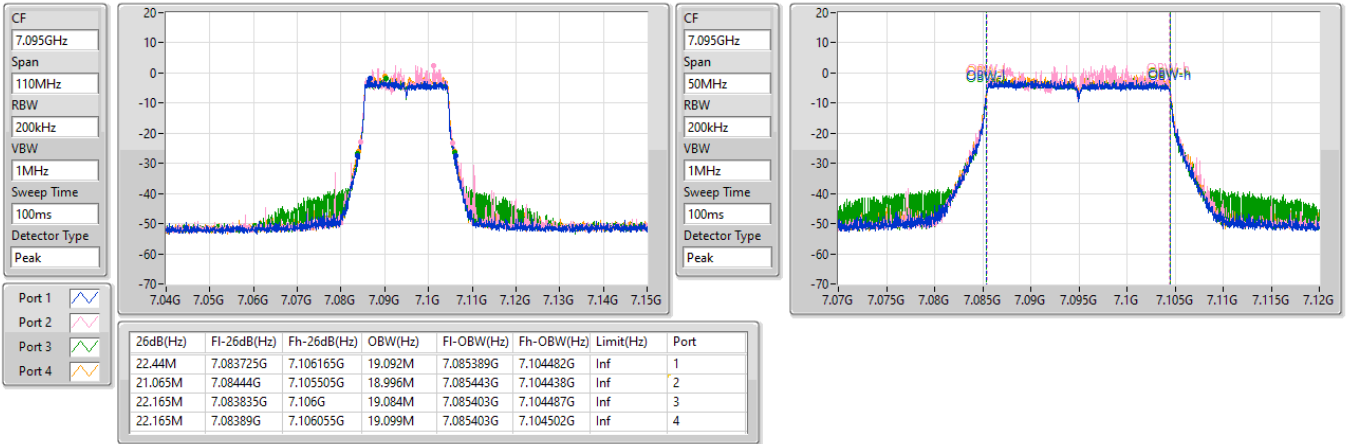 CF
7.095GHz
Span
110MHz
RBW
200kHz
VBW
1MHz
Sweep Time
100ms
Detector Type
Peak
20
10
0
-10
-20
-30
-40
-50
-60
-70
7.04G 7.05G 7.06G 7.07G 7.08G 7.09G 7.1G 7.11G 7.12G 7.13G 7.14G 7.15G
CF
7.095GHz
Span
50MHz
RBW
200kHz
VBW
1MHz
Sweep Time
100ms
Detector Type
Peak
20
10
0
-10
-20
-30
-40
-50
-60
-70
OBW-l OBW-h
7.07G 7.075G 7.08G 7.085G 7.09G 7.095G 7.1G 7.105G 7.11G 7.115G 7.12G
Port 1
Port 2
Port 3
Port 4
26dB(Hz) Fl-26dB(Hz) Fh-26dB(Hz) OBW(Hz) Fl-OBW(Hz) Fh-OBW(Hz) Limit(Hz) Port
22.44M 7.083725G 7.106165G 19.092M 7.085389G 7.104482G Inf 1
21.065M 7.08444G 7.105505G 18.996M 7.085443G 7.104438G Inf 2
22.165M 7.083835G 7.106G 19.084M 7.085403G 7.104487G Inf 3
22.165M 7.08389G 7.106055G 19.099M 7.085403G 7.104502G Inf 4